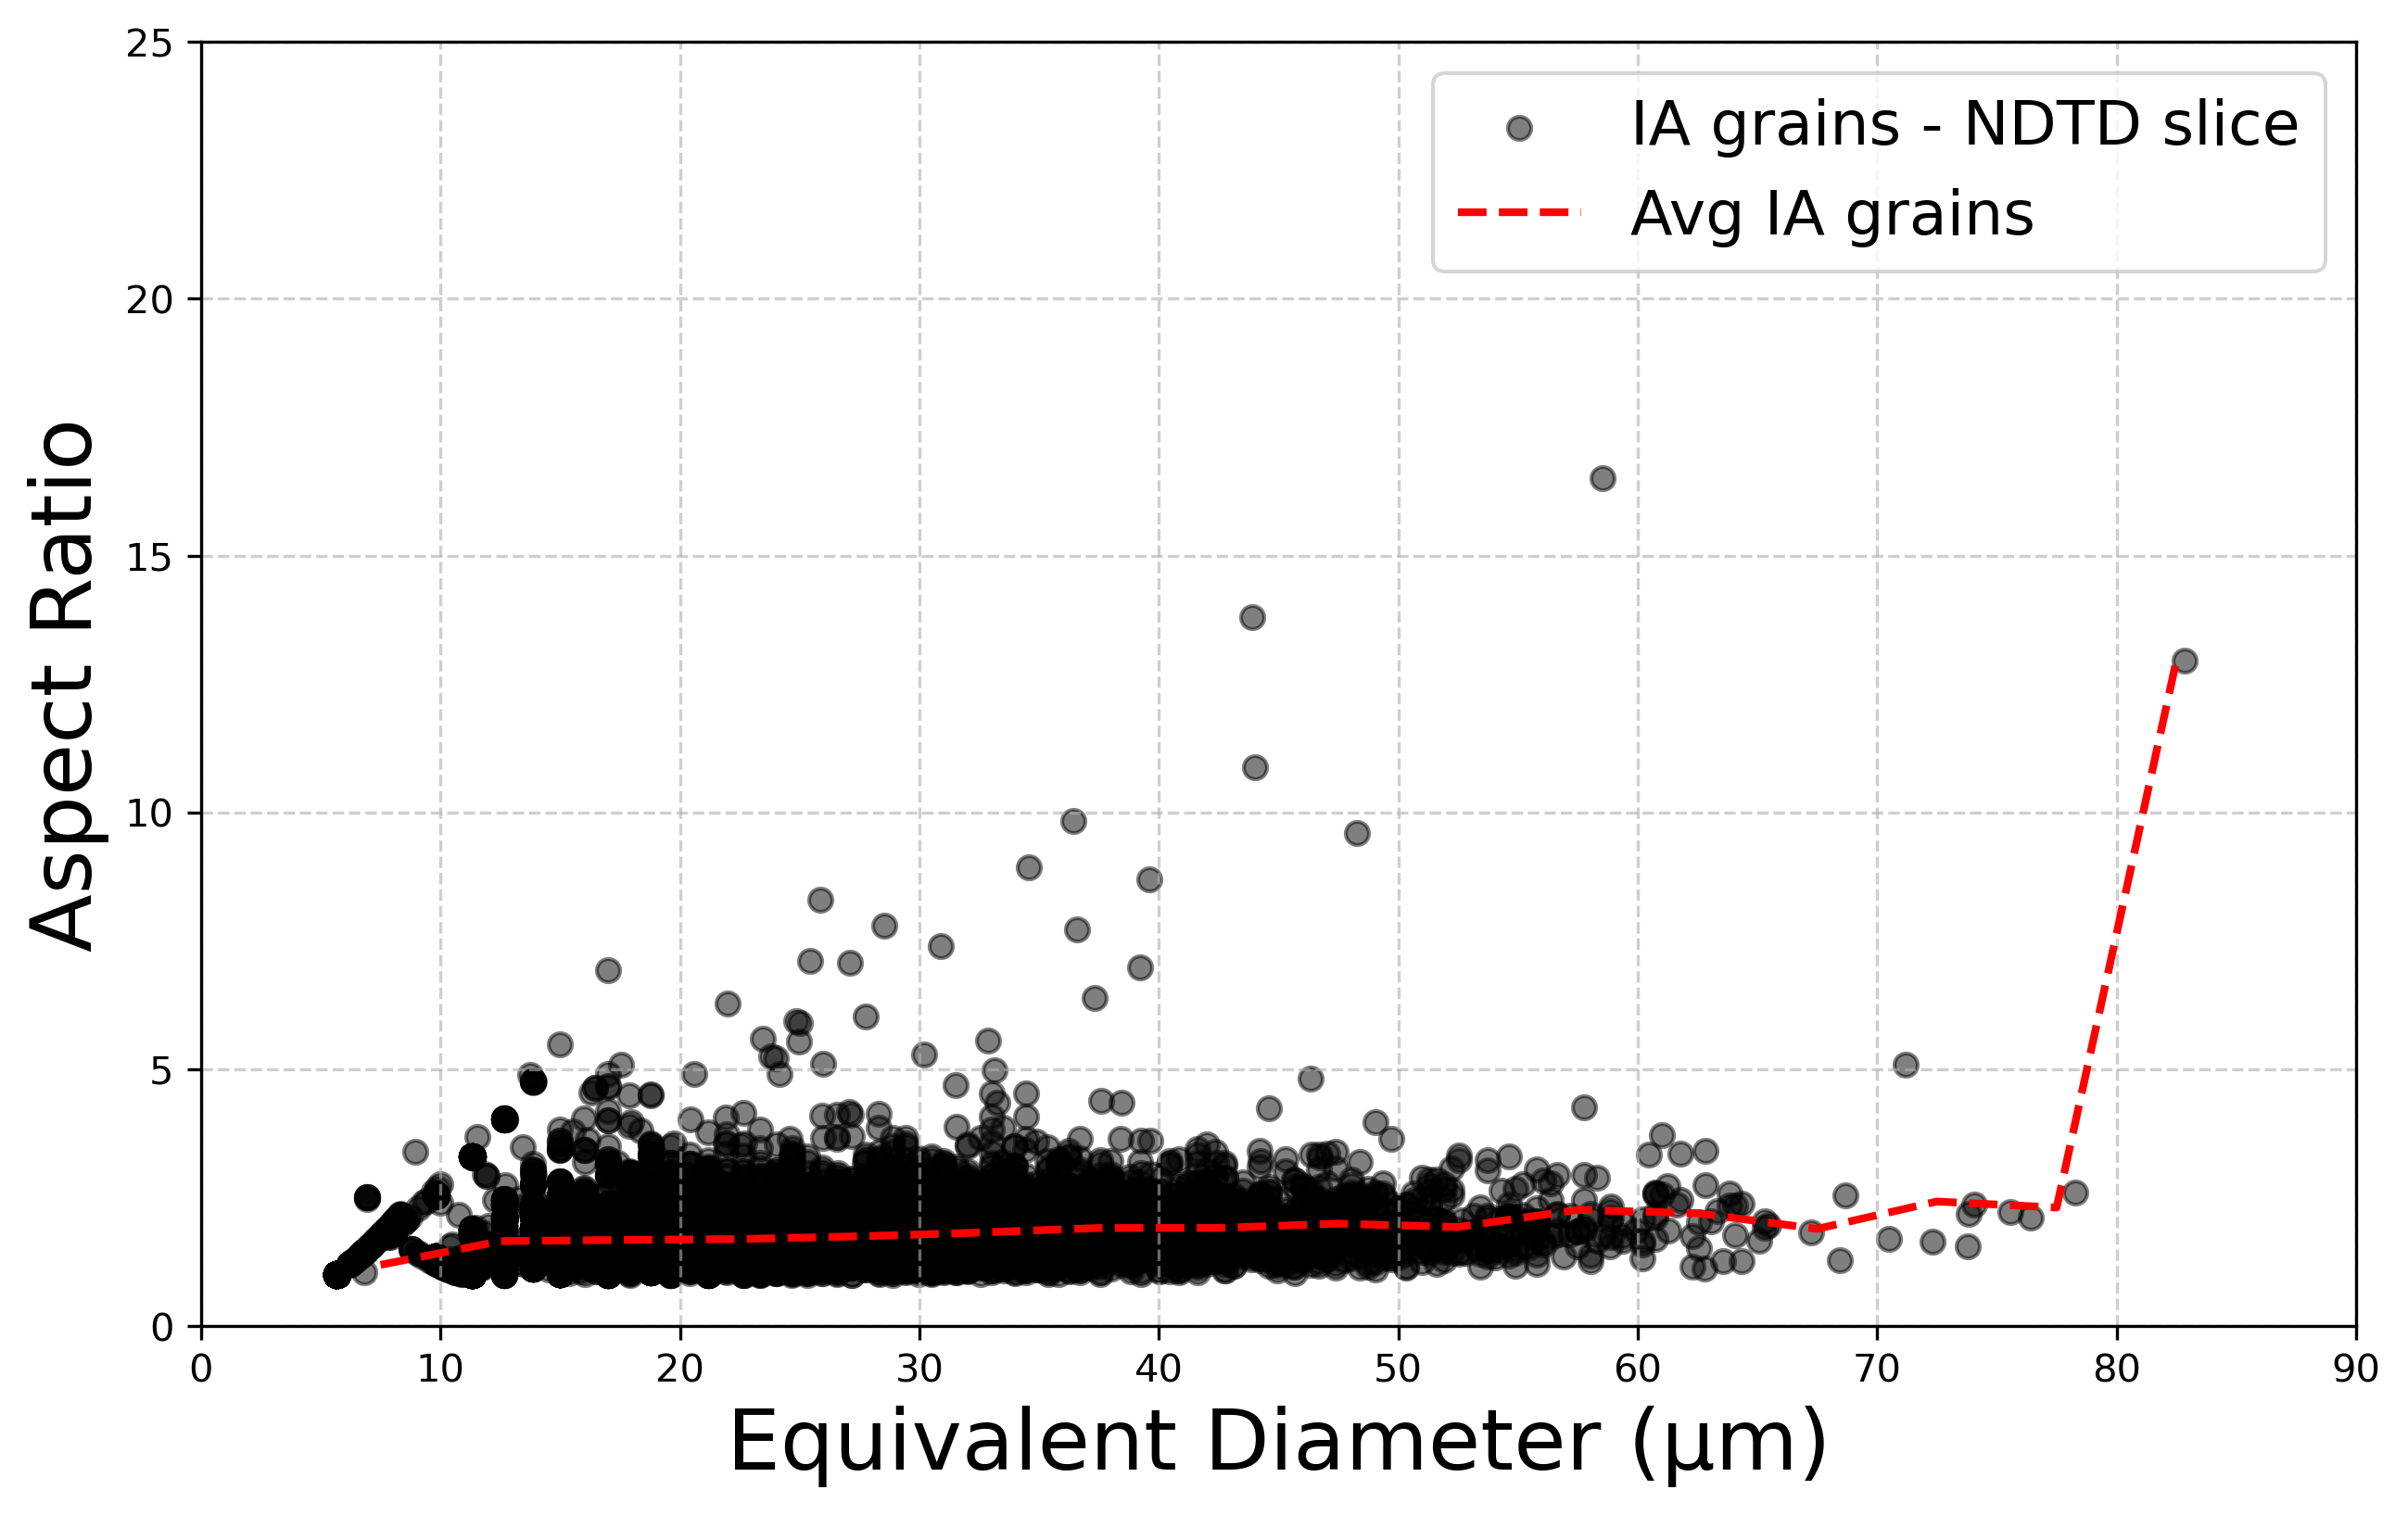 25
20
15
10
5
0
Aspect Ratio
IA grains - NDTD slice
Avg IA grains
0 10 20 30 40 50 60 70 80 90
Equivalent Diameter (μm)